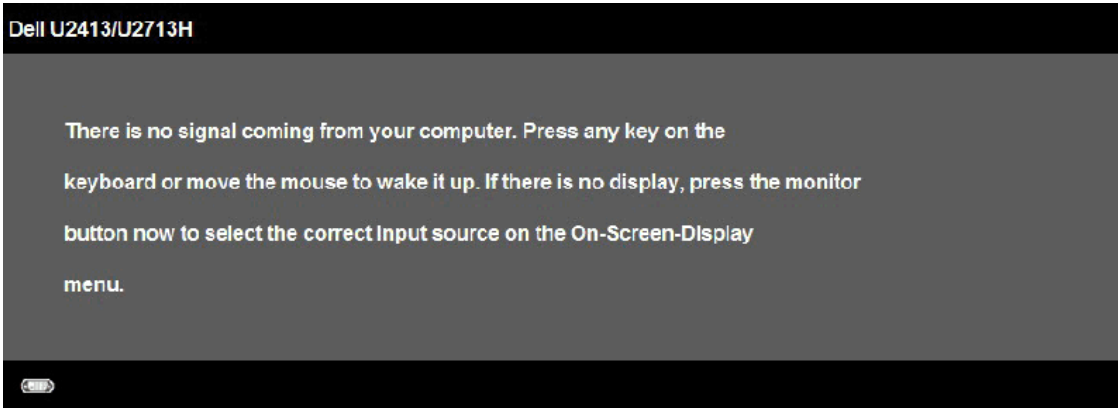 Dell U2413/U2713H
There is no signal coming from your computer. Press any key on the
keyboard or move the mouse to wake it up. If there is no display, press the monitor
button now to select the correct input source on the On-Screen-Display
menu.